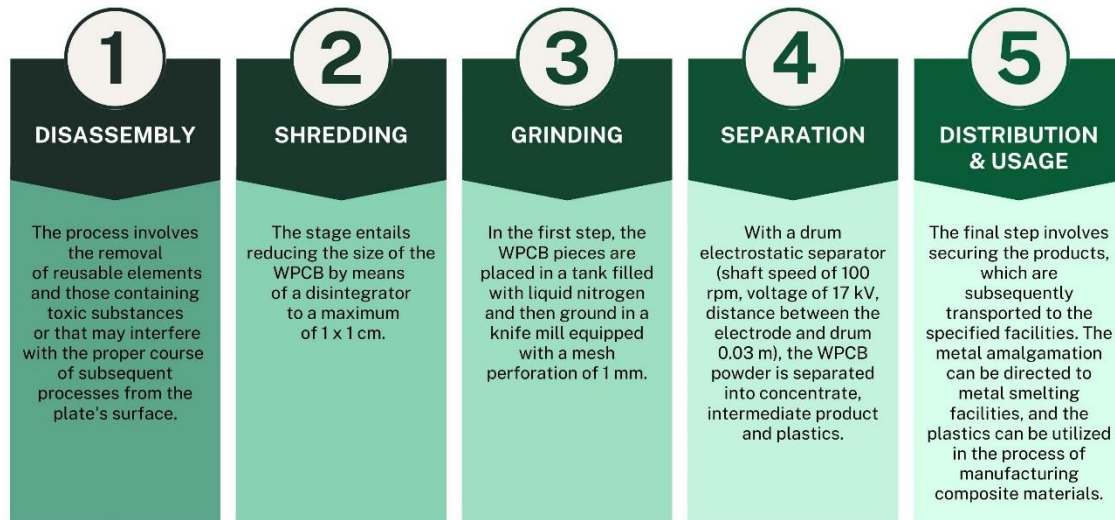 1
DISASSEMBLY
The process involves
the removal
of reusable elements
and those containing
toxic substances
or that may interfere
with the proper course
of subsequent
processes from the
plate's surface.
2
SHREDDING
The stage entails
reducing the size of the
WPCB by means
of a disintegrator
to a maximum
of 1 x 1 cm.
3
GRINDING
In the first step, the
WPCB pieces are
placed in a tank filled
with liquid nitrogen
and then ground in a
knife mill equipped
with a mesh
perforation of 1 mm.
4
SEPARATION
With a drum
electrostatic separator
(shaft speed of 100
rpm, voltage of 17 kV,
distance between the
electrode and drum
0.03 m), the WPCB
powder is separated
into concentrate,
intermediate product
and plastics.
5
DISTRIBUTION
& USAGE
The final step involves
securing the products,
which are
subsequently
transported to the
specified facilities. The
metal amalgamation
can be directed to
metal smelting
facilities, and the
plastics can be utilized
in the process of
manufacturing
composite materials.